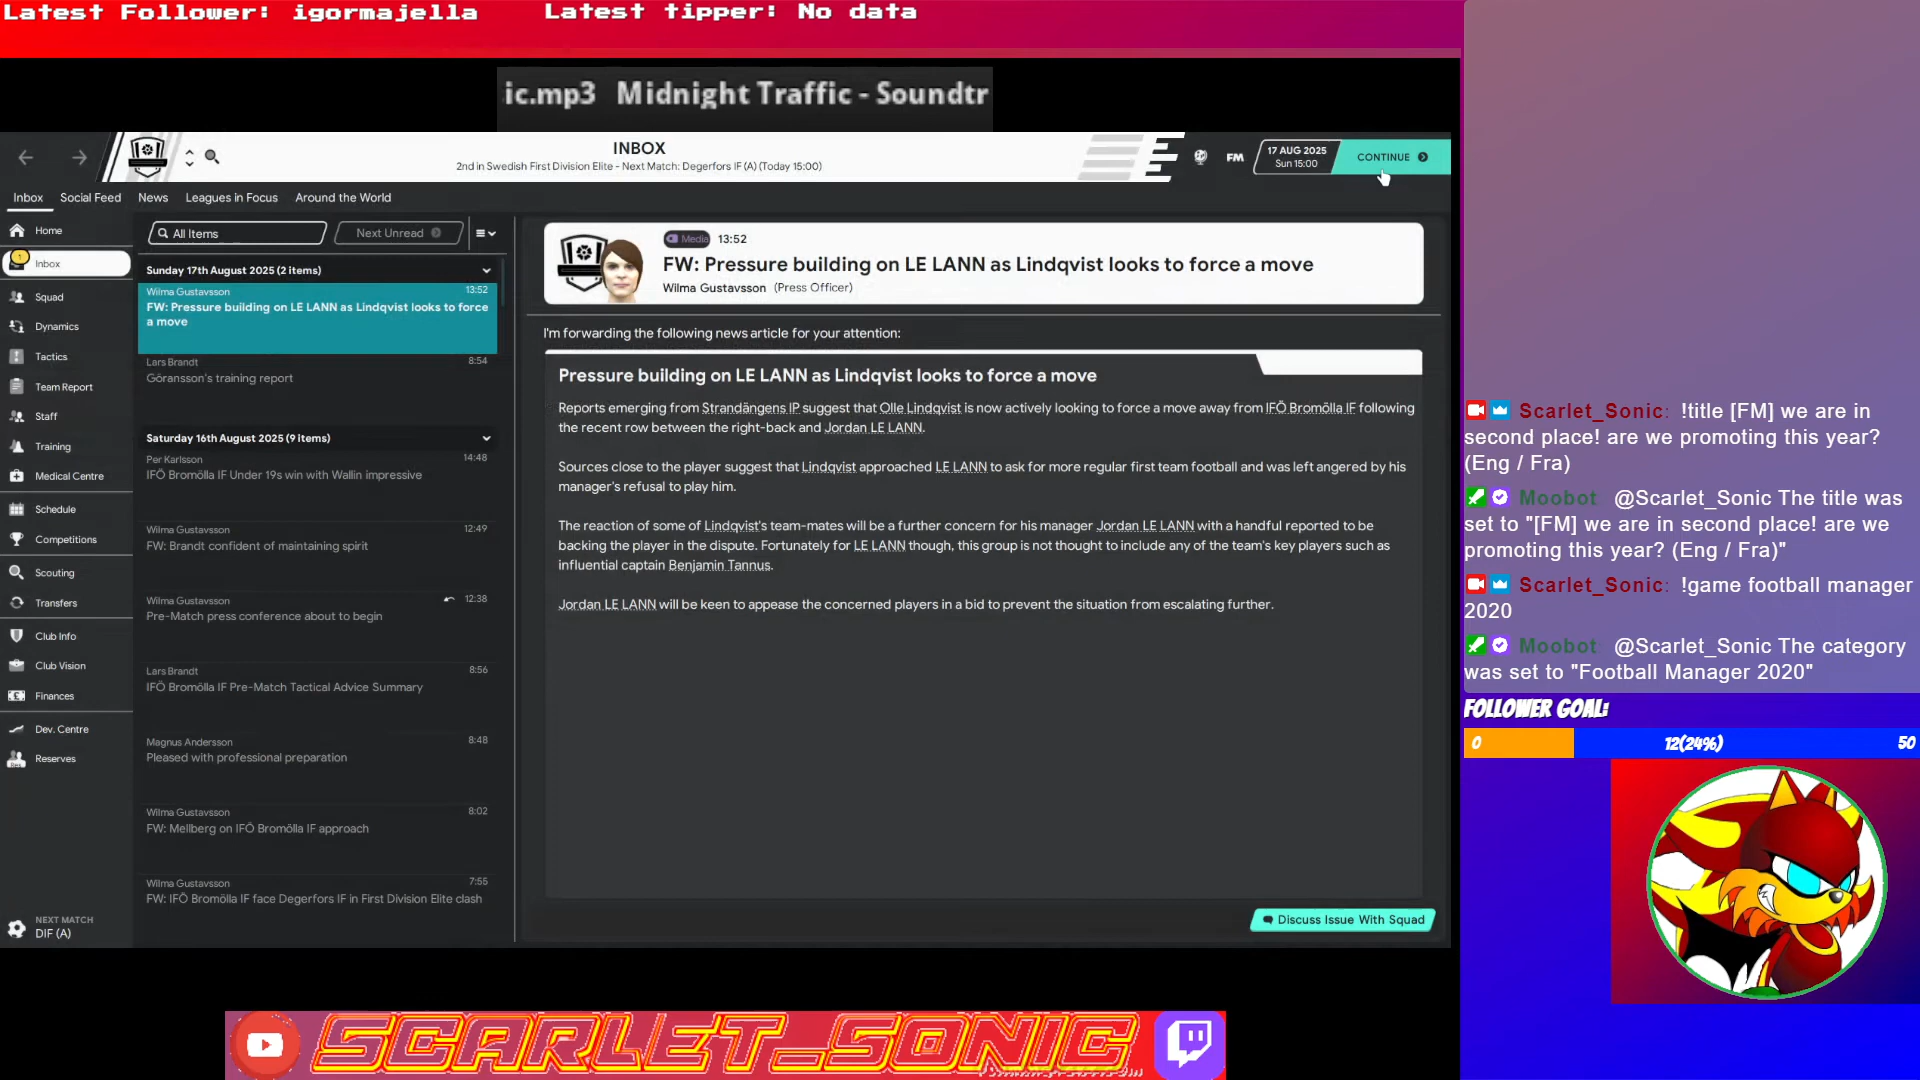 Latest Follower: igormajella
Latest tipper: No data
ic.mp3 Midnight Traffic - Soundtr
INBOX
2nd in Swedish First Division Elite - Next Match: Degerfors IF (A) (Today 15:00)
FM
17 AUG 2025
Sun 15:00
CONTINUE
Inbox
Social Feed
News
Leagues in Focus
Around the World
Home
Inbox
Squad
Dynamics
Tactics
Team Report
Staff
Training
Medical Centre
Schedule
Competitions
Scouting
Transfers
Club Info
Club Vision
Finances
Dev. Centre
Reserves
NEXT MATCH
DIF (A)
All Items
Next Unread
Sunday 17th August 2025 (2 items)
Wilma Gustavsson 13:52
FW: Pressure building on LE LANN as Lindqvist looks to force
a move
Lars Brandt 8:54
Göransson's training report
Saturday 16th August 2025 (9 items)
Per Karlsson 14:48
IFÖ Bromölla IF Under 19s win with Wallin impressive
Wilma Gustavsson 12:49
FW: Brandt confident of maintaining spirit
Wilma Gustavsson 12:38
Pre-Match press conference about to begin
Lars Brandt 8:56
IFÖ Bromölla IF Pre-Match Tactical Advice Summary
Magnus Andersson 8:48
Pleased with professional preparation
Wilma Gustavsson 8:02
FW: Mellberg on IFÖ Bromölla IF approach
Wilma Gustavsson 7:55
FW: IFÖ Bromölla IF face Degerfors IF in First Division Elite clash
Media 13:52
FW: Pressure building on LE LANN as Lindqvist looks to force a move
Wilma Gustavsson (Press Officer)
I'm forwarding the following news article for your attention:
Pressure building on LE LANN as Lindqvist looks to force a move
Reports emerging from Strandängens IP suggest that Olle Lindqvist is now actively looking to force a move away from IFÖ Bromölla IF following
the recent row between the right-back and Jordan LE LANN.
Sources close to the player suggest that Lindqvist approached LE LANN to ask for more regular first team football and was left angered by his
manager's refusal to play him.
The reaction of some of Lindqvist's team-mates will be a further concern for his manager Jordan LE LANN with a handful reported to be
backing the player in the dispute. Fortunately for LE LANN though, this group is not thought to include any of the team's key players such as
influential captain Benjamin Tannus.
Jordan LE LANN will be keen to appease the concerned players in a bid to prevent the situation from escalating further.
Discuss Issue With Squad
Scarlet_Sonic: !title [FM] we are in
second place! are we promoting this year?
(Eng / Fra)
Moobot: @Scarlet_Sonic The title was
set to "[FM] we are in second place! are we
promoting this year? (Eng / Fra)"
Scarlet_Sonic: !game football manager
2020
Moobot: @Scarlet_Sonic The category
was set to "Football Manager 2020"
FOLLOWER GOAL:
0 12(24%) 50
SCARLET_SONIC